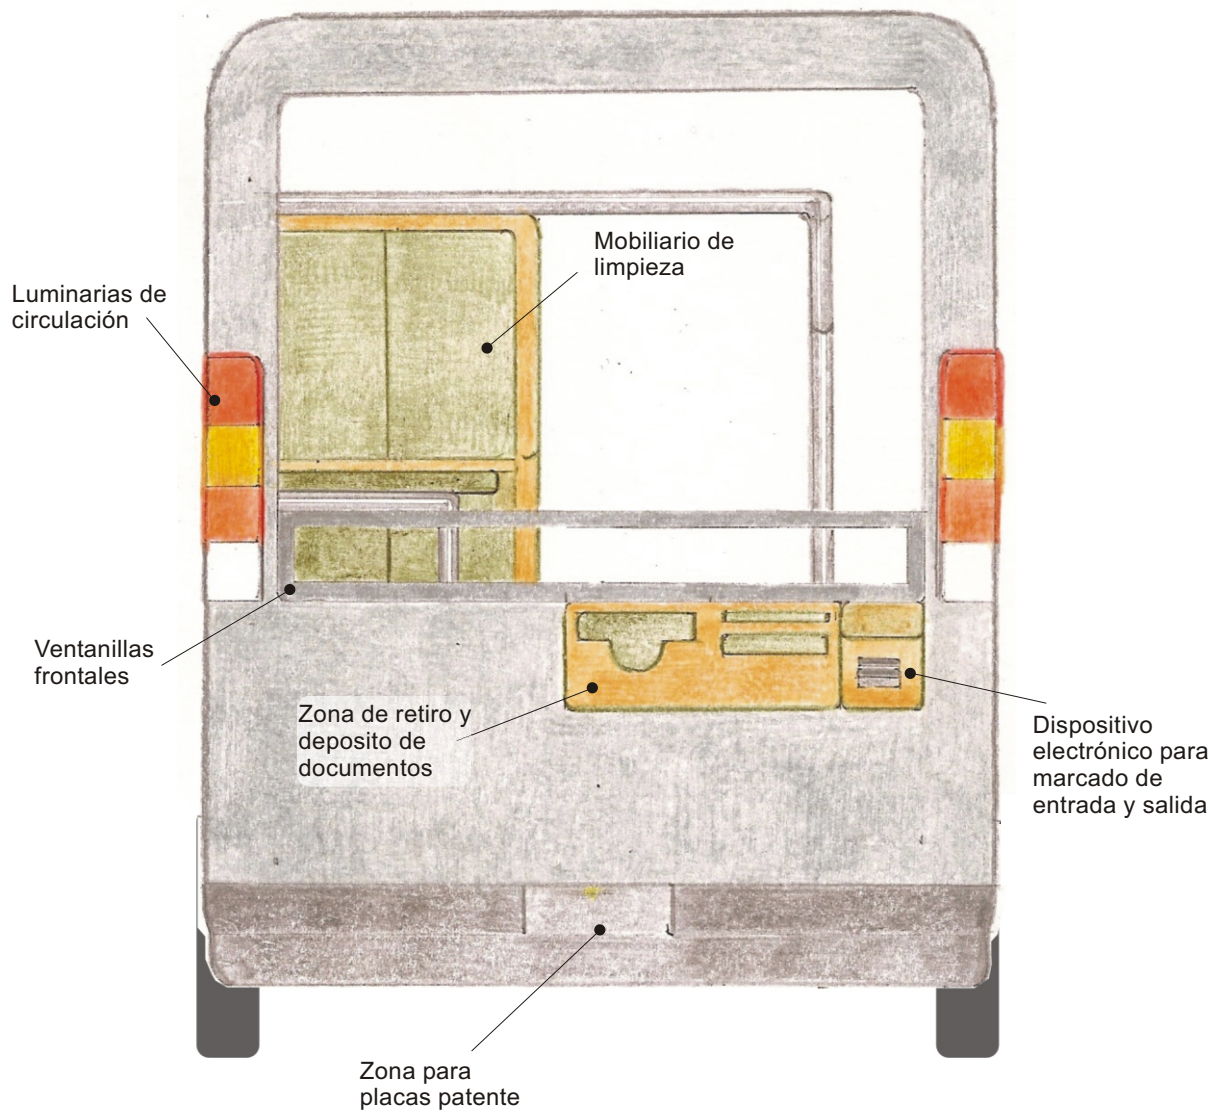 Mobiliario de
limpieza
Luminarias de
circulación
Ventanillas
frontales
Zona de retiro y
deposito de
documentos
Dispositivo
electrónico para
marcado de
entrada y salida
Zona para
placas patente